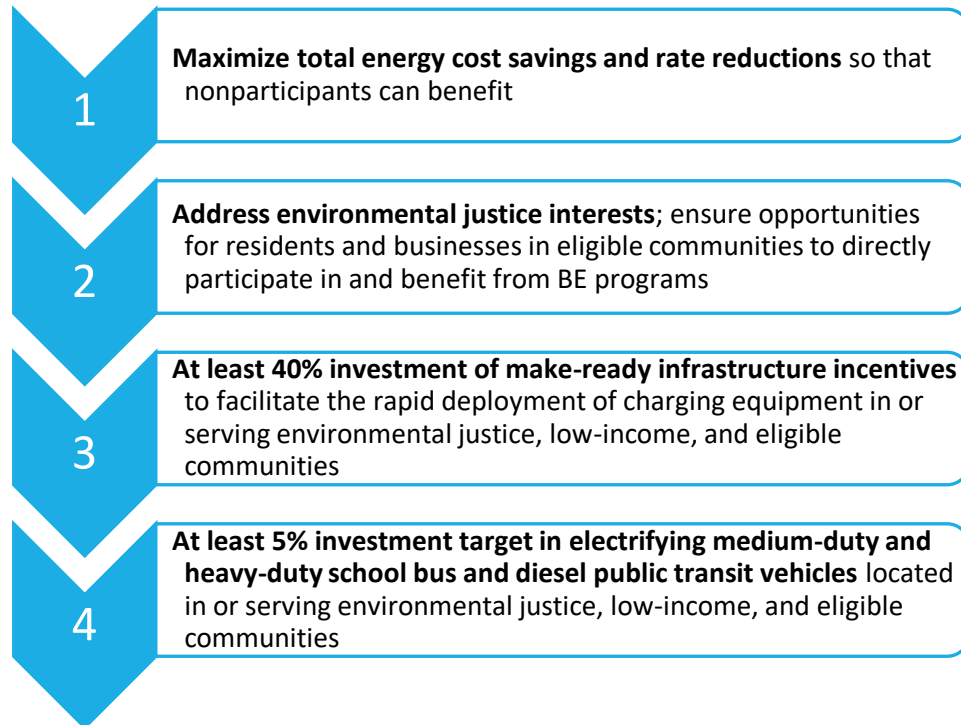 1
Maximize total energy cost savings and rate reductions so that
nonparticipants can benefit
2
Address environmental justice interests; ensure opportunities
for residents and businesses in eligible communities to directly
participate in and benefit from BE programs
3
At least 40% investment of make-ready infrastructure incentives
to facilitate the rapid deployment of charging equipment in or
serving environmental justice, low-income, and eligible
communities
4
At least 5% investment target in electrifying medium-duty and
heavy-duty school bus and diesel public transit vehicles located
in or serving environmental justice, low-income, and eligible
communities